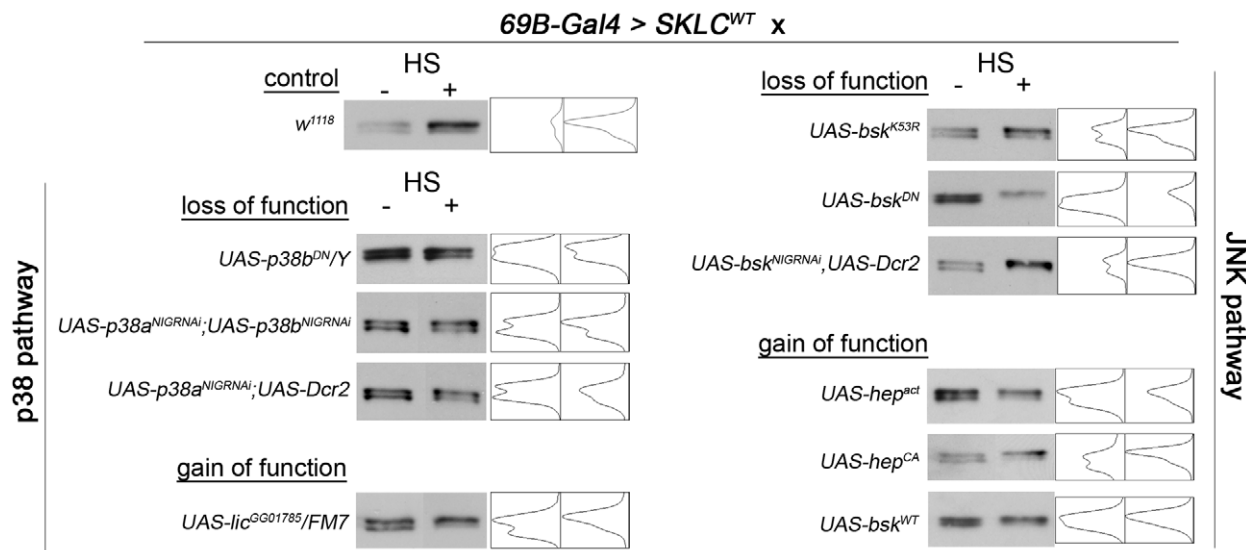 69B-Gal4 > SKLC^WT x
HS
control - +
w^1118
p38 pathway
HS
loss of function - +
UAS-p38b^DN/Y
UAS-p38a^NIGRNAi;UAS-p38b^NIGRNAi
UAS-p38a^NIGRNAi;UAS-Dcr2
gain of function
UAS-lic^GG01785/FM7
HS
loss of function - +
UAS-bsk^K53R
UAS-bsk^DN
UAS-bsk^NIGRNAi,UAS-Dcr2
gain of function
UAS-hep^act
UAS-hep^CA
UAS-bsk^WT
JNK pathway